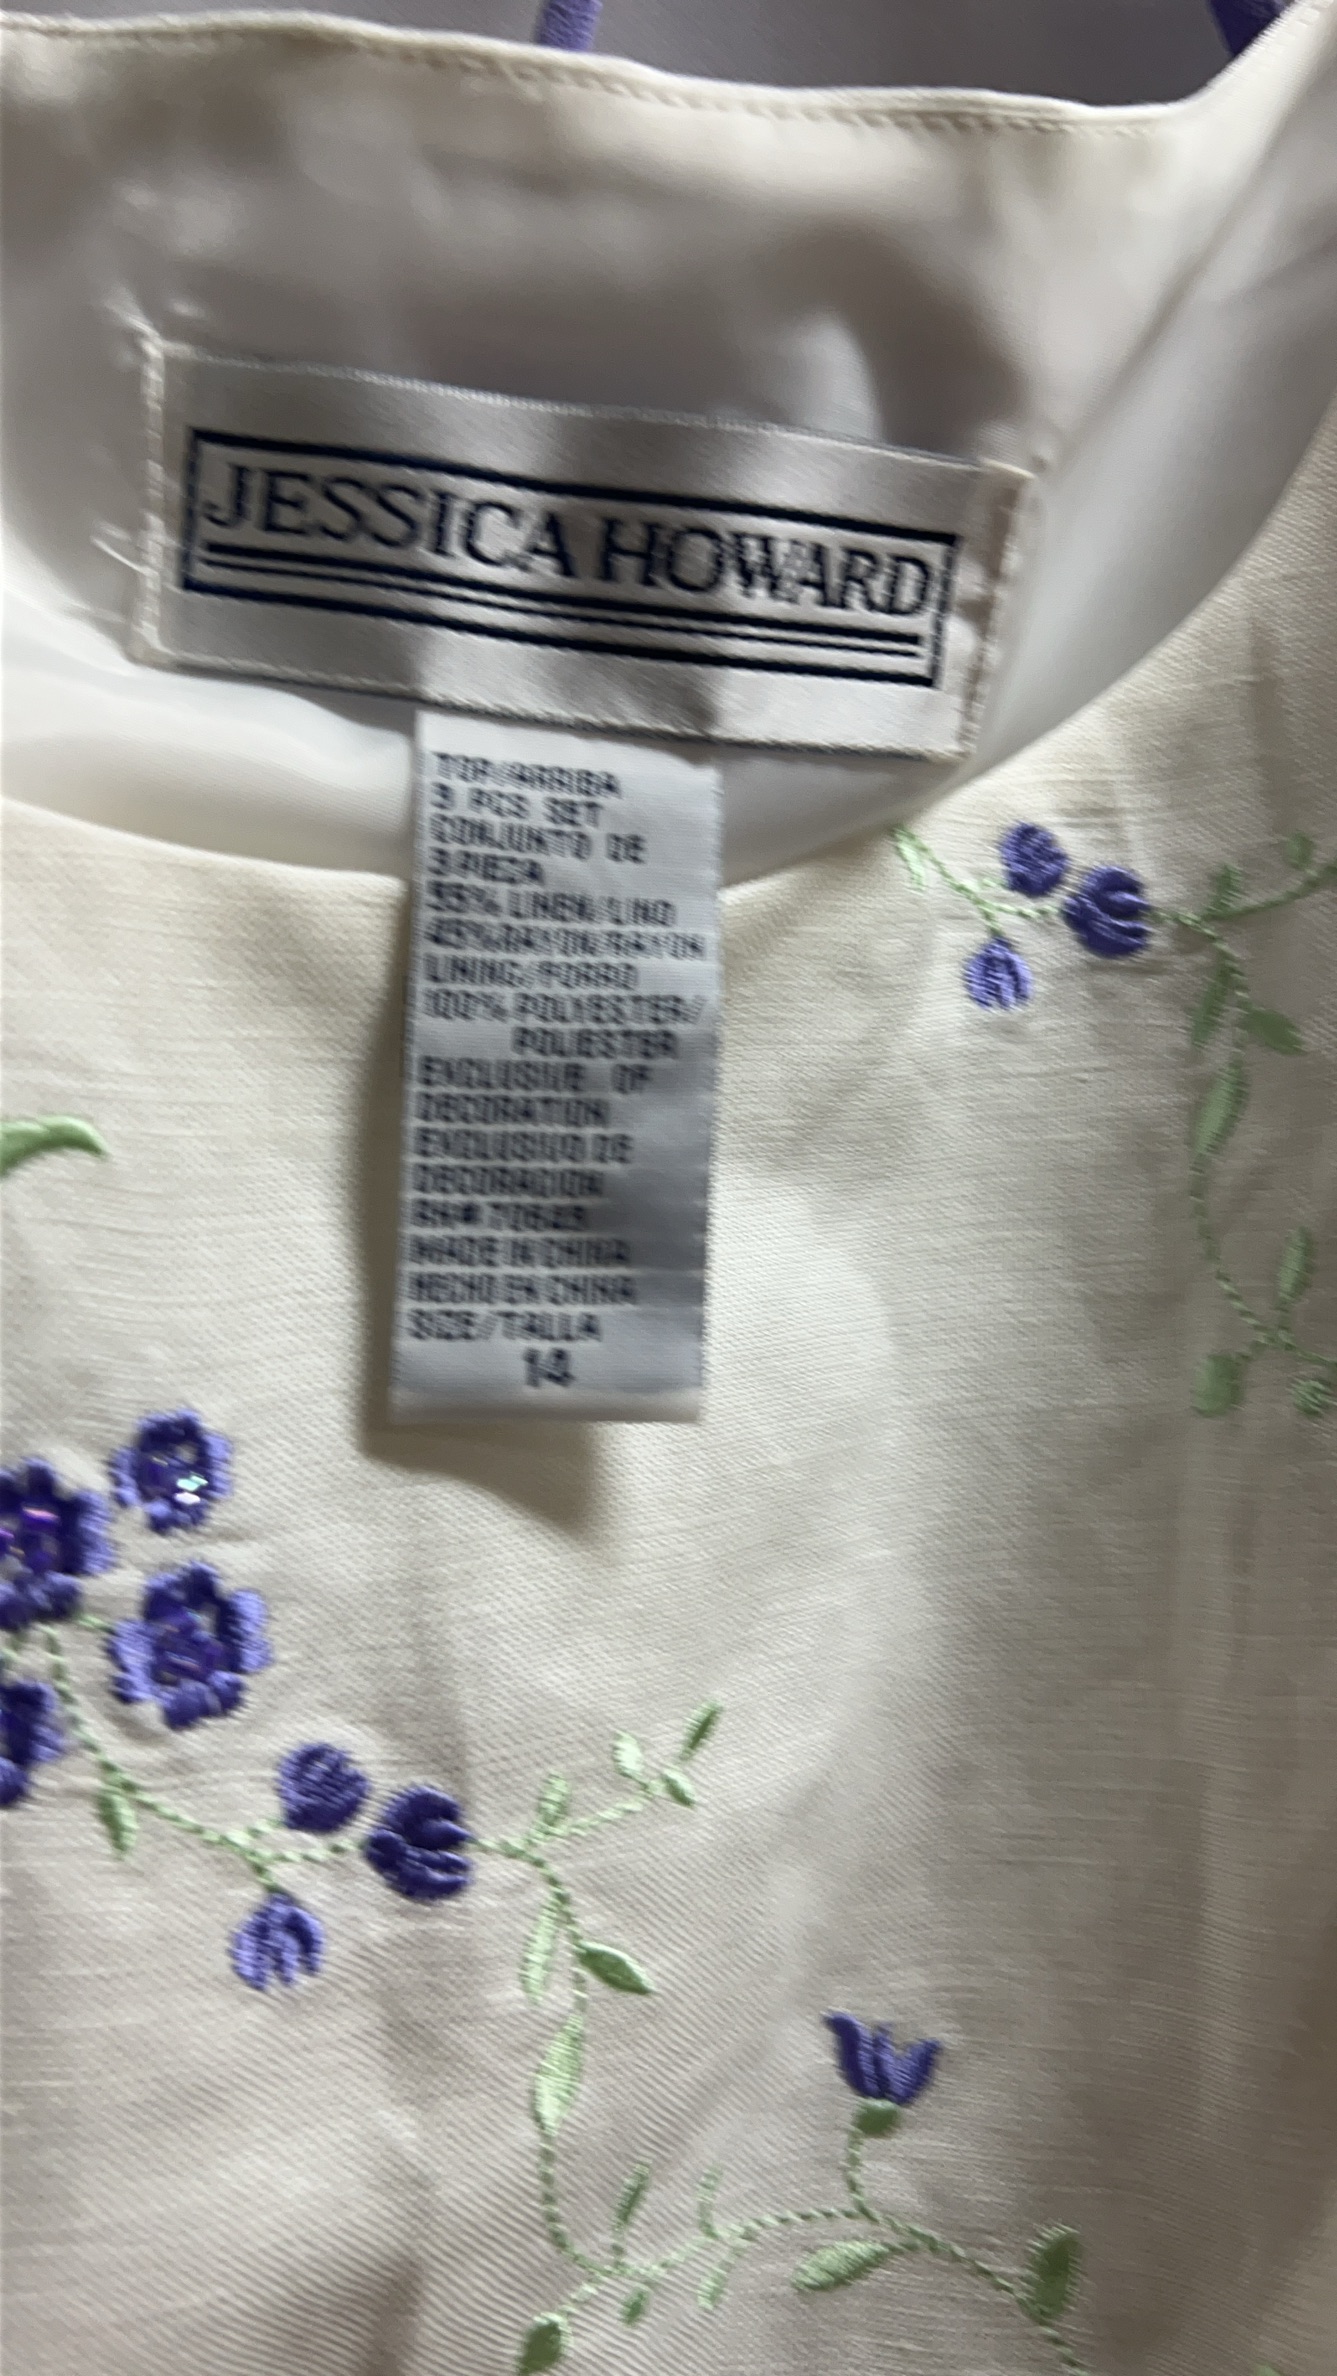 JESSICA HOWARD
TOP/ARRIBA
3 PCS SET
CONJUNTO DE
3 PIEZA
55% LINEN/LINO
45% RAYON/RAYON
LINING/FORRO
100% POLYESTER/
POLIESTER
EXCLUSIVE OF
DECORATION
EXCLUSIVO DE
DECORACION
RN#
MADE IN CHINA
HECHO EN CHINA
SIZE/TALLA
14